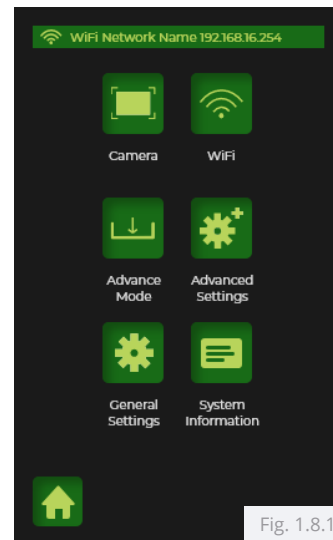 WiFi Network Name 192.168.16.254
Camera
WiFi
Advance
Mode
Advanced
Settings
General
Settings
System
Information
Fig. 1.8.1